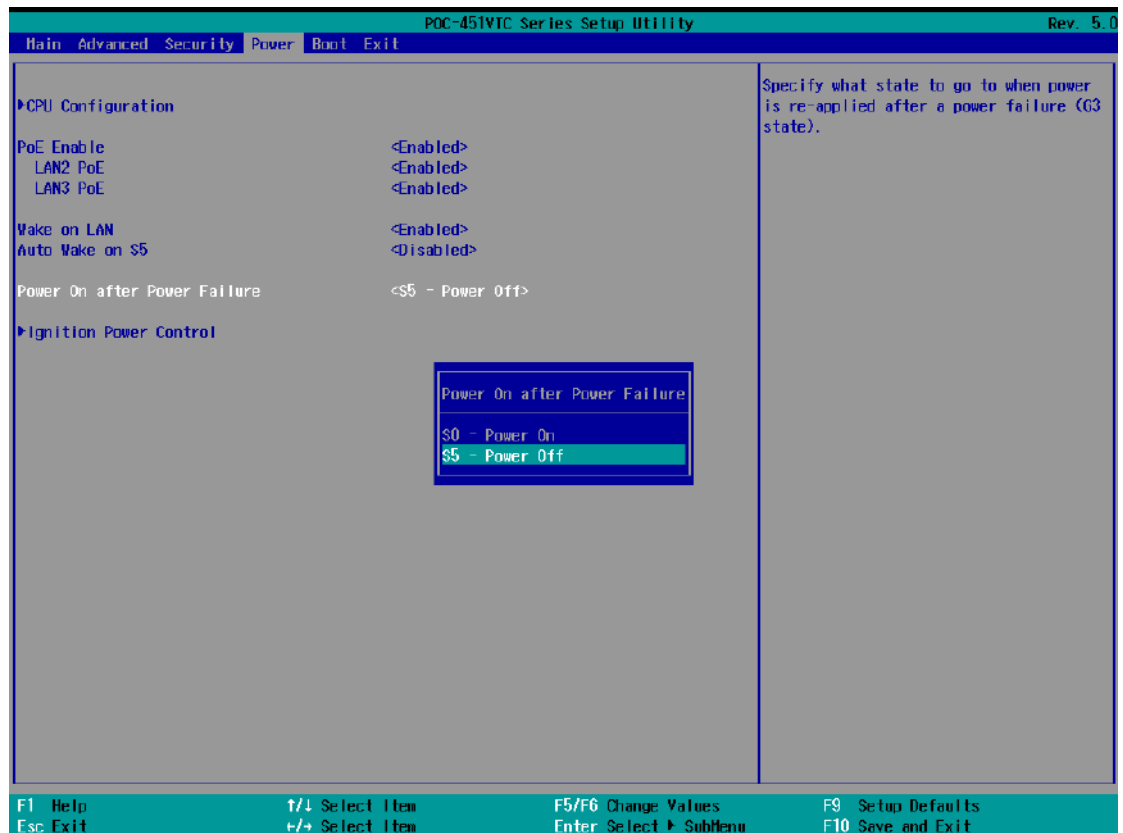 POC-451VTC Series Setup Utility Rev. 5.0
Main Advanced Security Power Boot Exit
▶CPU Configuration
PoE Enable <Enabled>
LAN2 PoE <Enabled>
LAN3 PoE <Enabled>
Wake on LAN <Enabled>
Auto Wake on S5 <Disabled>
Power On after Power Failure <S5 - Power Off>
▶Ignition Power Control
Power On after Power Failure
S0 - Power On
S5 - Power Off
Specify what state to go to when power
is re-applied after a power failure (G3
state).
F1 Help ↑/↓ Select Item F5/F6 Change Values F9 Setup Defaults
Esc Exit ←/→ Select Item Enter Select ▶ SubMenu F10 Save and Exit